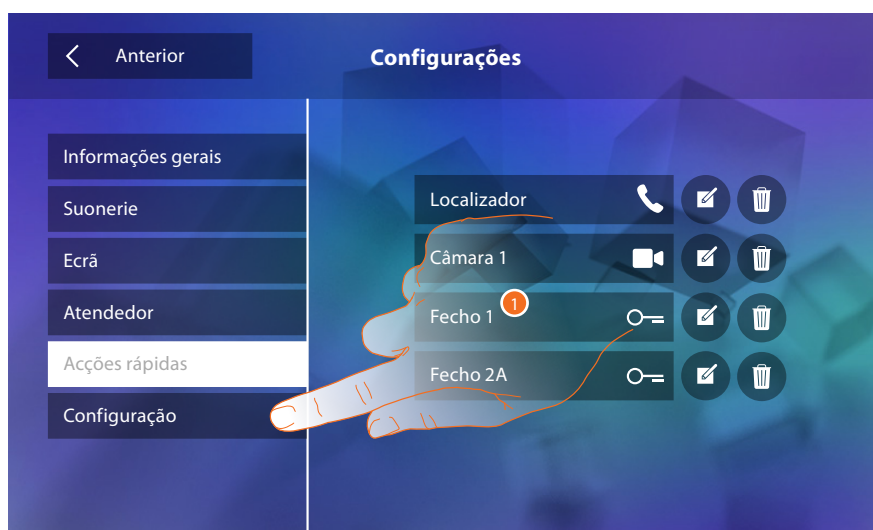 Anterior
Configurações
Informações gerais
Suonerie
Ecrã
Atendedor
Acções rápidas
Configuração
Localizador
Câmara 1
Fecho 1
1
Fecho 2A